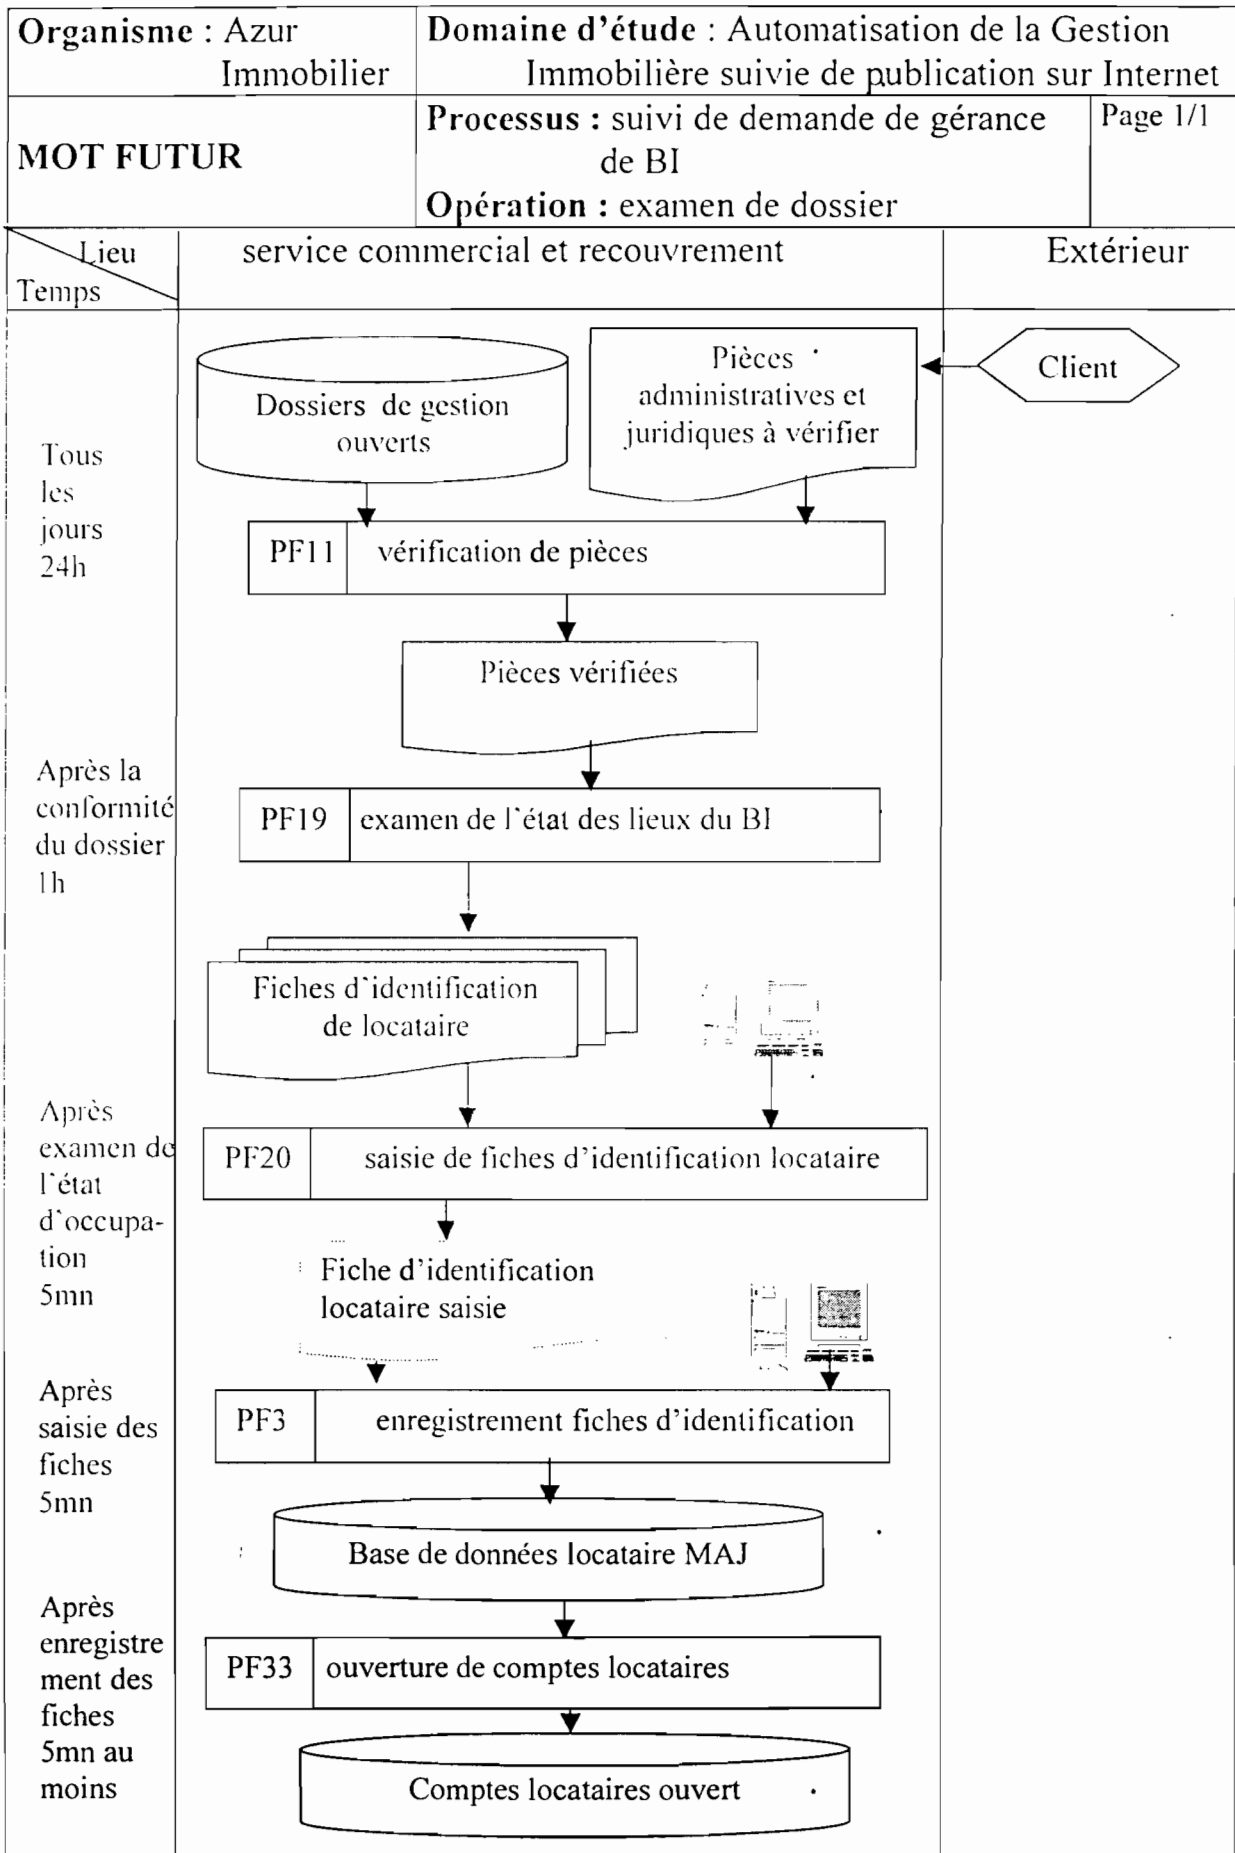 Organisme : Azur
Immobilier
Domaine d'étude : Automatisation de la Gestion
Immobilière suivie de publication sur Internet
MOT FUTUR
Processus : suivi de demande de gérance
de BI
Opération : examen de dossier
Page 1/1
Lieu
Temps
service commercial et recouvrement
Extérieur
Dossiers de gestion
ouverts
Pièces
administratives et
juridiques à vérifier
Client
Tous
les
jours
24h
PF11
vérification de pièces
Pièces vérifiées
Après la
conformité
du dossier
1h
PF19
examen de l'état des lieux du BI
Fiches d'identification
de locataire
Après
examen de
l'état
d'occupa-
tion
5mn
PF20
saisie de fiches d'identification locataire
Fiche d'identification
locataire saisie
Après
saisie des
fiches
5mn
PF3
enregistrement fiches d'identification
Base de données locataire MAJ
Après
enregistre
ment des
fiches
5mn au
moins
PF33
ouverture de comptes locataires
Comptes locataires ouvert